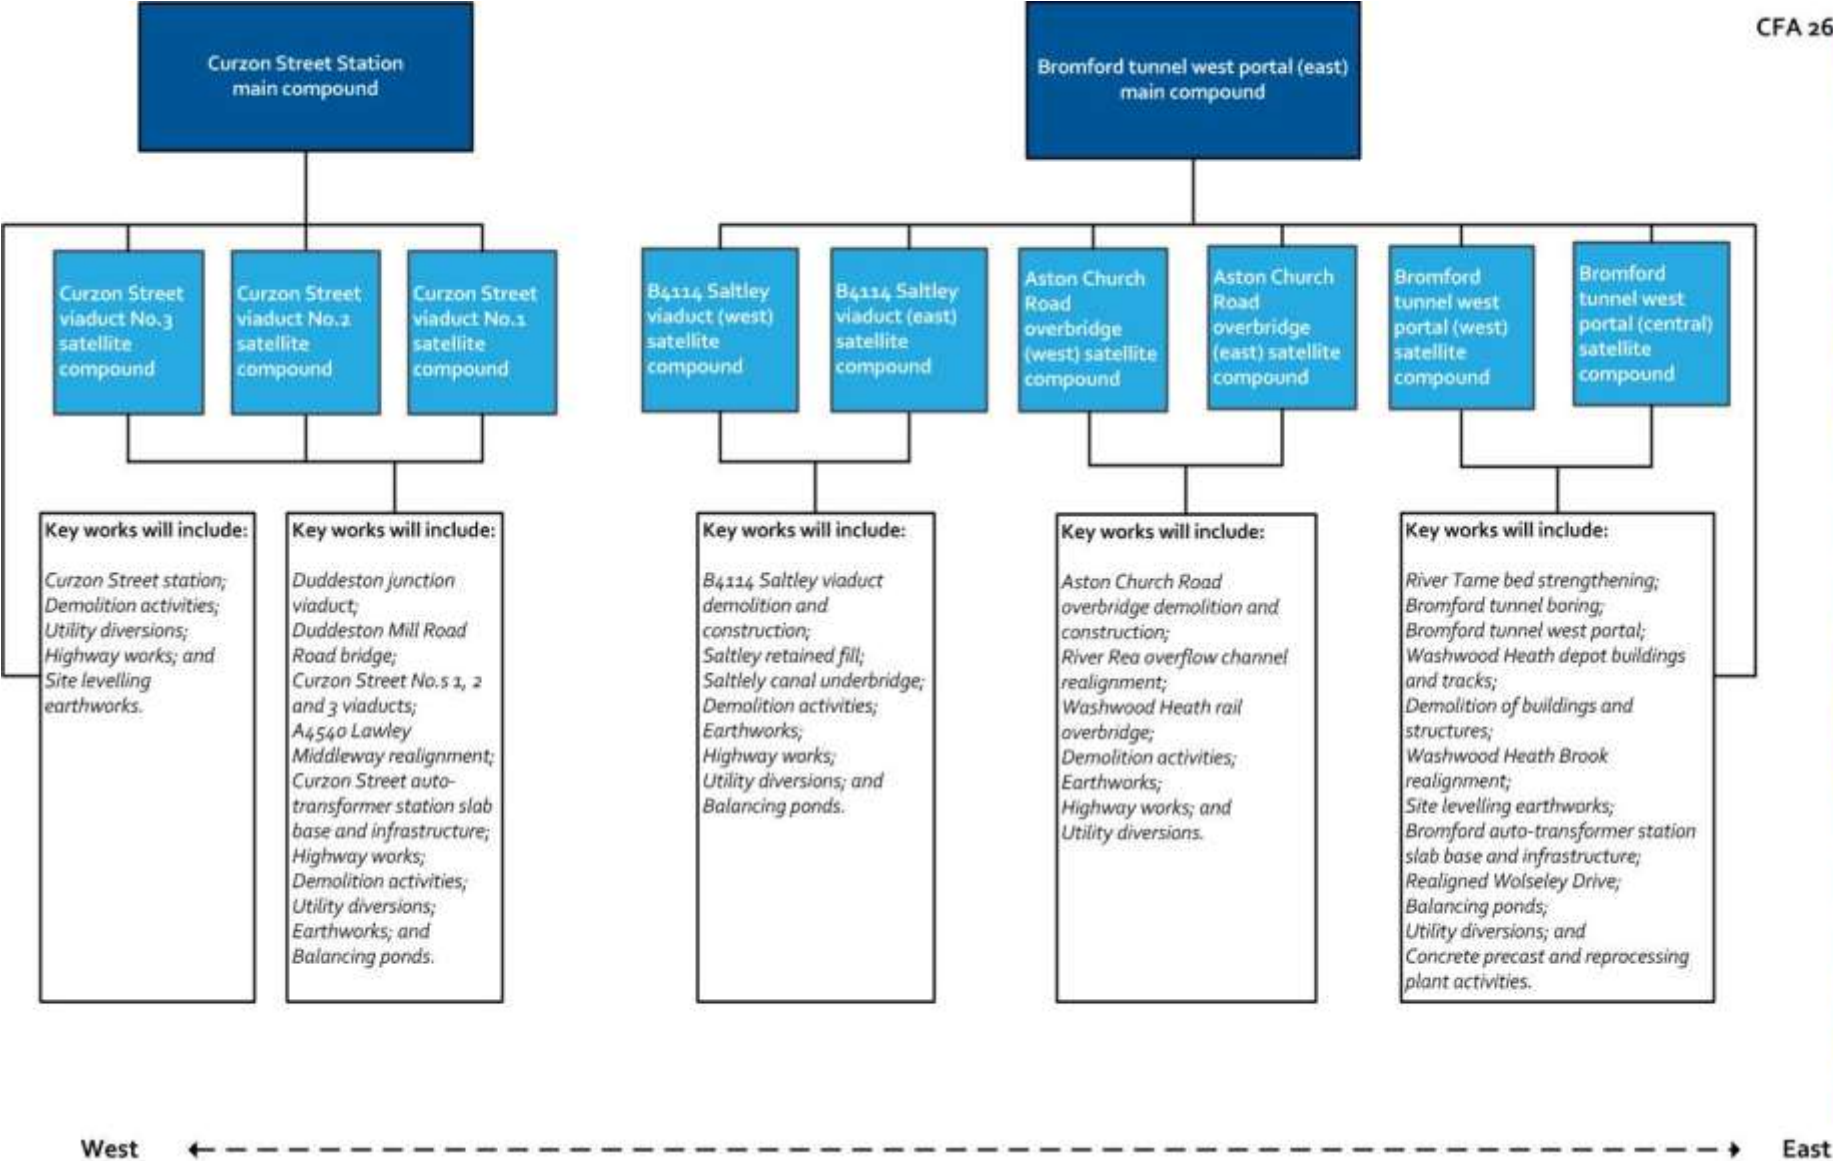 CFA 26
Curzon Street Station
main compound
Bromford tunnel west portal (east)
main compound
Curzon Street
viaduct No.3
satellite
compound
Curzon Street
viaduct No.2
satellite
compound
Curzon Street
viaduct No.1
satellite
compound
B4114 Saltley
viaduct (west)
satellite
compound
B4114 Saltley
viaduct (east)
satellite
compound
Aston Church
Road
overbridge
(west) satellite
compound
Aston Church
Road
overbridge
(east) satellite
compound
Bromford
tunnel west
portal (west)
satellite
compound
Bromford
tunnel west
portal (central)
satellite
compound
Key works will include:
Curzon Street station;
Demolition activities;
Utility diversions;
Highway works; and
Site levelling
earthworks.
Key works will include:
Duddeston junction
viaduct;
Duddeston Mill Road
Road bridge;
Curzon Street No.s 1, 2
and 3 viaducts;
A4540 Lawley
Middleway realignment;
Curzon Street auto-
transformer station slab
base and infrastructure;
Highway works;
Demolition activities;
Utility diversions;
Earthworks; and
Balancing ponds.
Key works will include:
B4114 Saltley viaduct
demolition and
construction;
Saltley retained fill;
Saltlely canal underbridge;
Demolition activities;
Earthworks;
Highway works;
Utility diversions; and
Balancing ponds.
Key works will include:
Aston Church Road
overbridge demolition and
construction;
River Rea overflow channel
realignment;
Washwood Heath rail
overbridge;
Demolition activities;
Earthworks;
Highway works; and
Utility diversions.
Key works will include:
River Tame bed strengthening;
Bromford tunnel boring;
Bromford tunnel west portal;
Washwood Heath depot buildings
and tracks;
Demolition of buildings and
structures;
Washwood Heath Brook
realignment;
Site levelling earthworks;
Bromford auto-transformer station
slab base and infrastructure;
Realigned Wolseley Drive;
Balancing ponds;
Utility diversions; and
Concrete precast and reprocessing
plant activities.
West
East